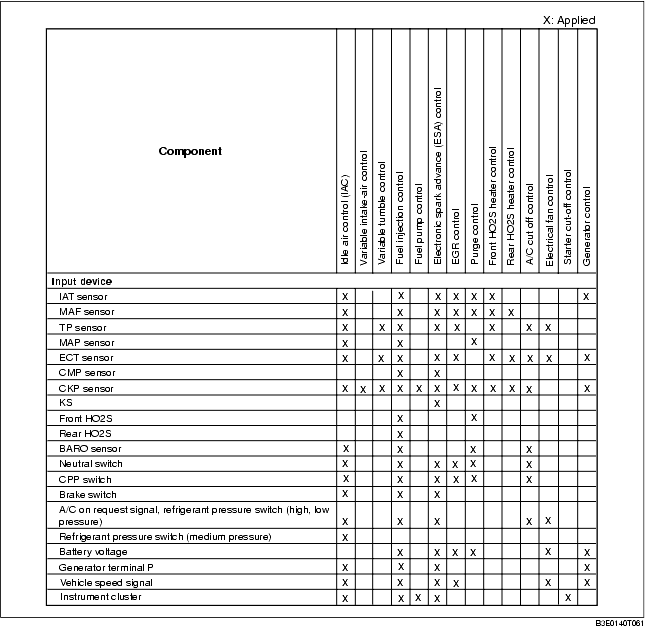 X: Applied
Component
Idle air control (IAC)
Variable intake-air control
Variable tumble control
Fuel injection control
Fuel pump control
Electronic spark advance (ESA) control
EGR control
Purge control
Front HO2S heater control
Rear HO2S heater control
A/C cut off control
Electrical fan control
Starter cut-off control
Generator control
Input device
IAT sensor X X X X X X X
MAF sensor X X X X X X X
TP sensor X X X X X X X X
MAP sensor X X X
ECT sensor X X X X X X X X X X
CMP sensor X X
CKP sensor X X X X X X X X X X X X
KS X
Front HO2S X X
Rear HO2S X
BARO sensor X X X X
Neutral switch X X X X X X
CPP switch X X X X X X
Brake switch X X X
A/C on request signal, refrigerant pressure switch (high, low
pressure) X X X X X
Refrigerant pressure switch (medium pressure) X
Battery voltage X X X X X X
Generator terminal P X X X X
Vehicle speed signal X X X X X X
Instrument cluster X X X X X
B3E0140T061